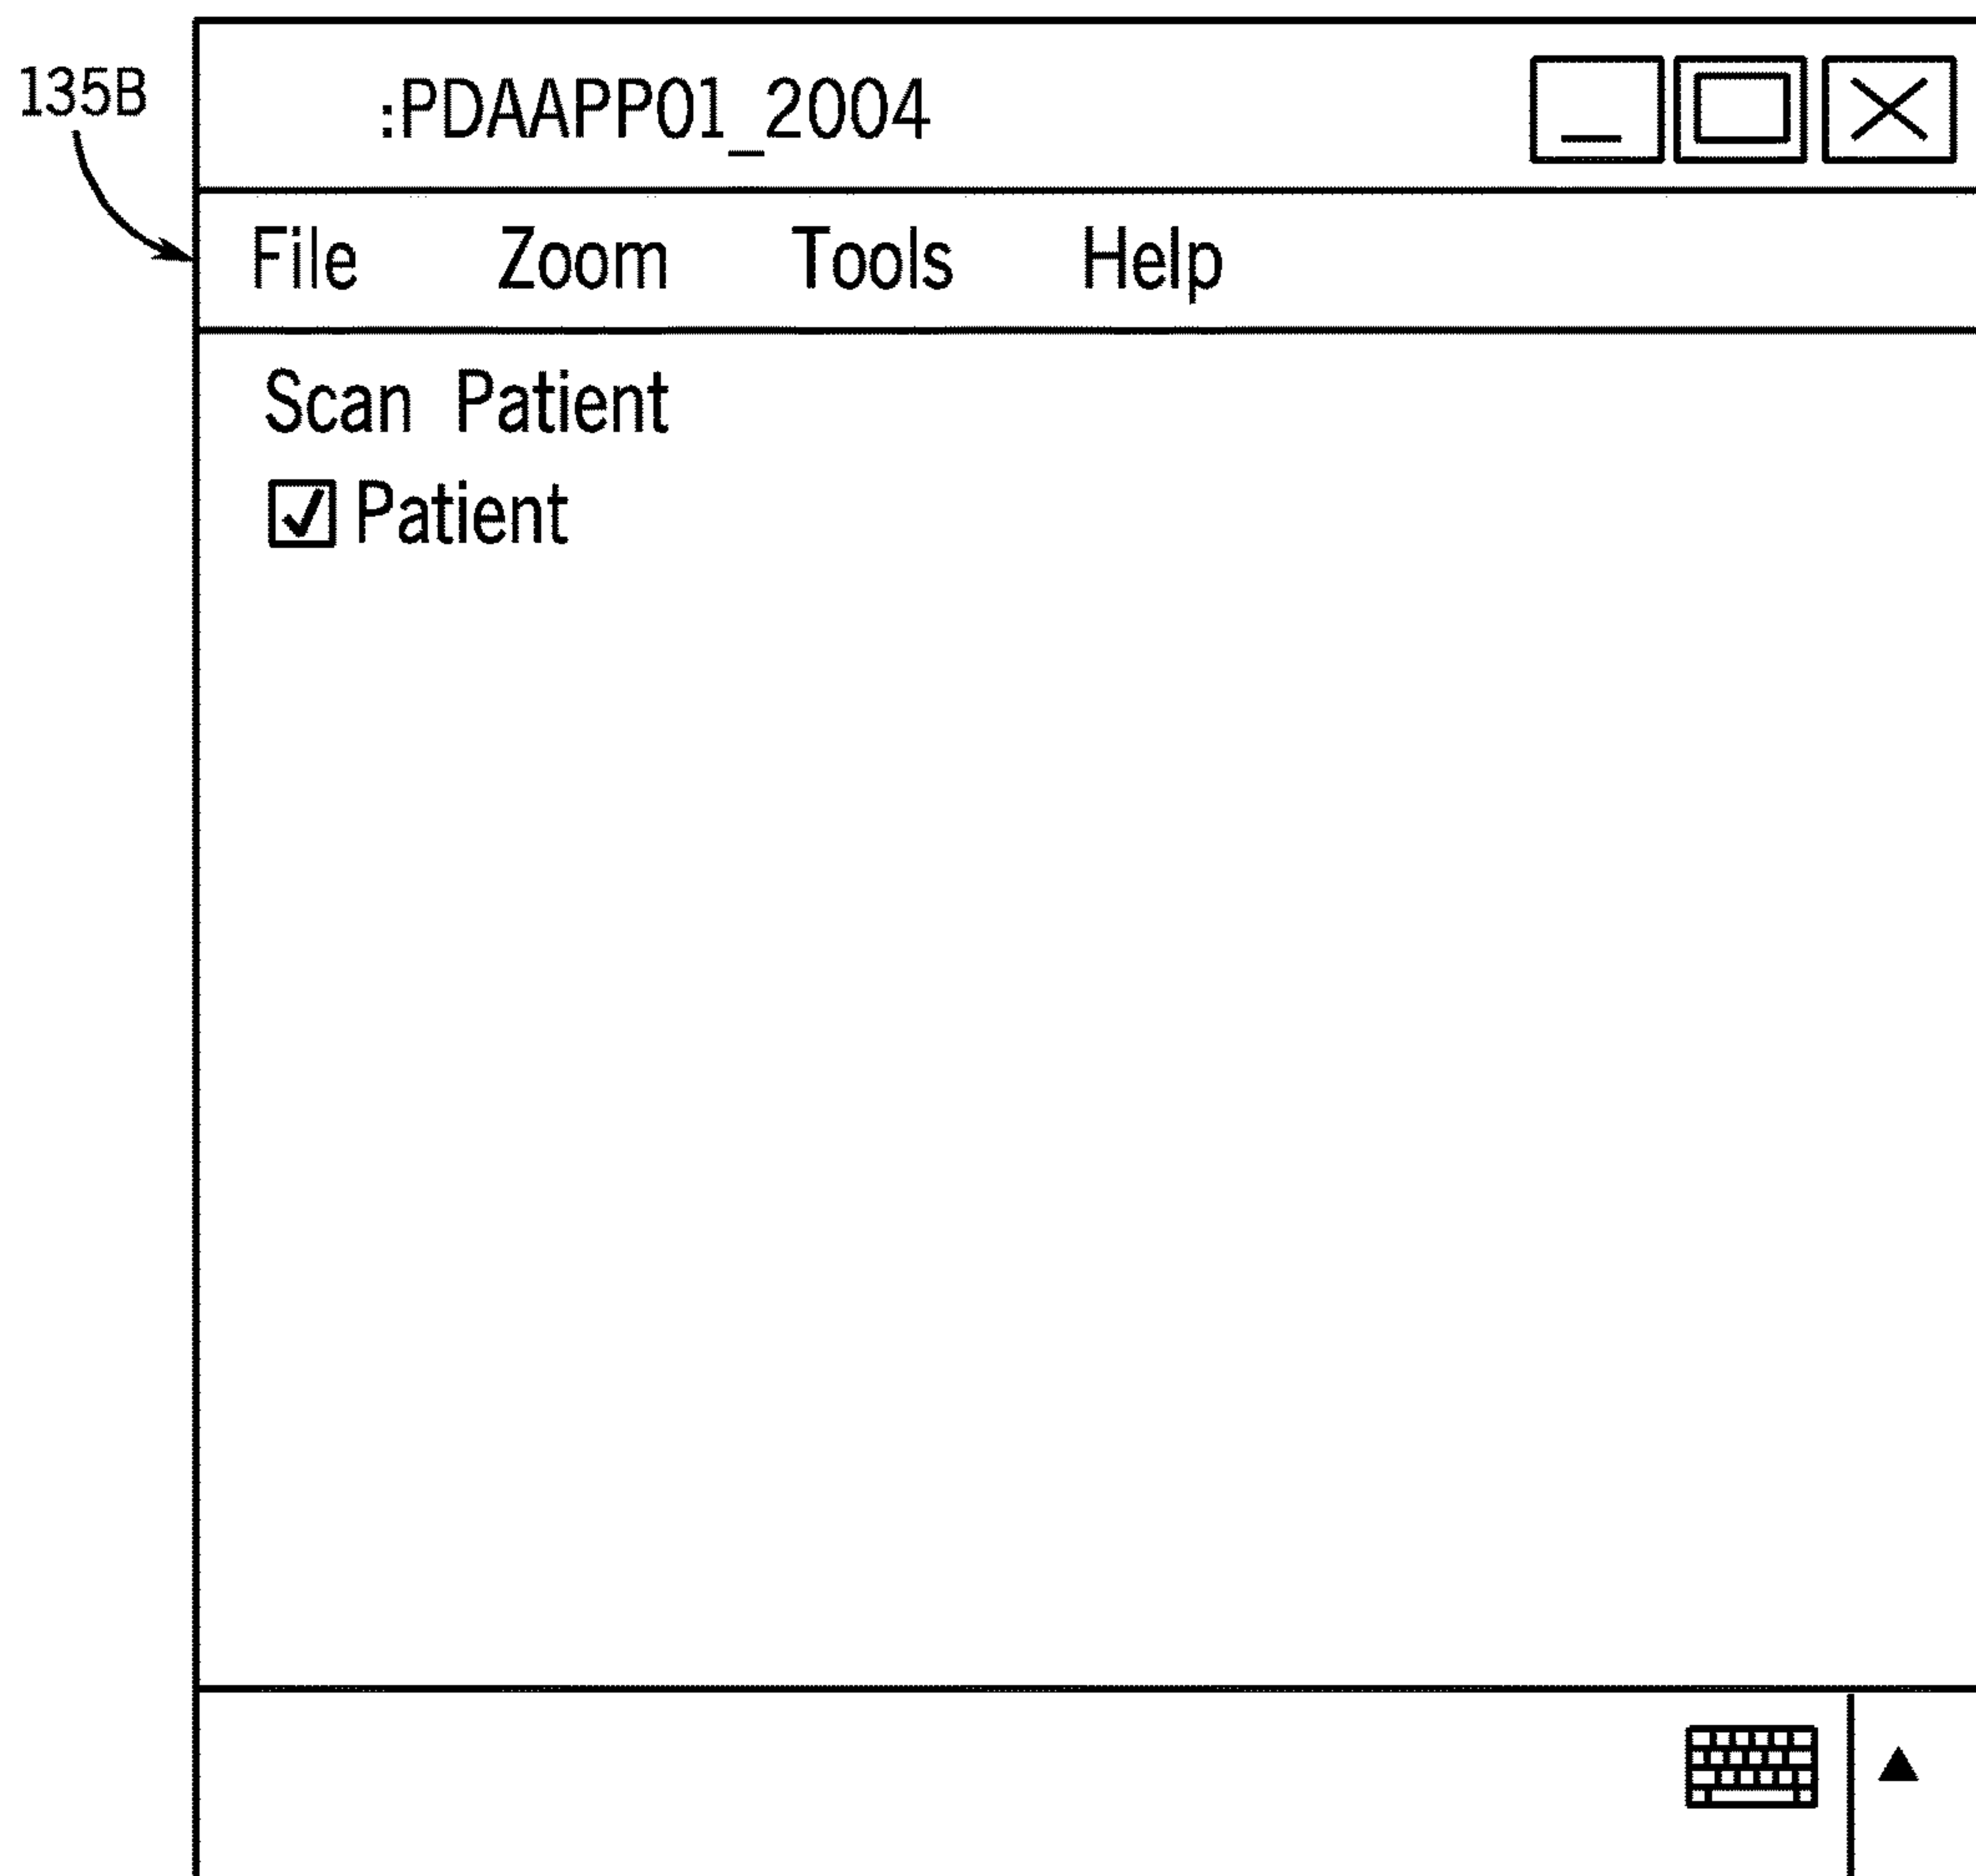 135B
:PDAAPP01_2004
File Zoom Tools Help
Scan Patient
Patient